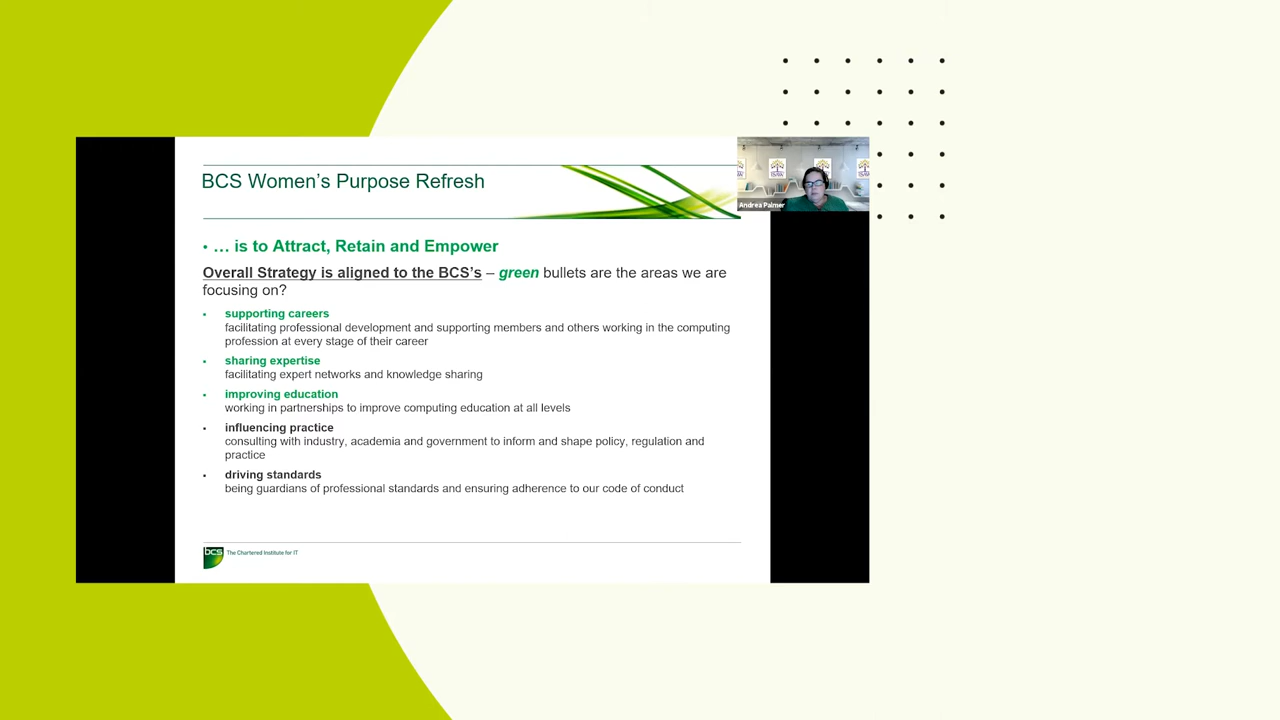 BCS Women's Purpose Refresh
Andrea Palmer
• … is to Attract, Retain and Empower
Overall Strategy is aligned to the BCS's – green bullets are the areas we are
focusing on?
• supporting careers
facilitating professional development and supporting members and others working in the computing
profession at every stage of their career
• sharing expertise
facilitating expert networks and knowledge sharing
• improving education
working in partnerships to improve computing education at all levels
• influencing practice
consulting with industry, academia and government to inform and shape policy, regulation and
practice
• driving standards
being guardians of professional standards and ensuring adherence to our code of conduct
bcs The Chartered Institute for IT